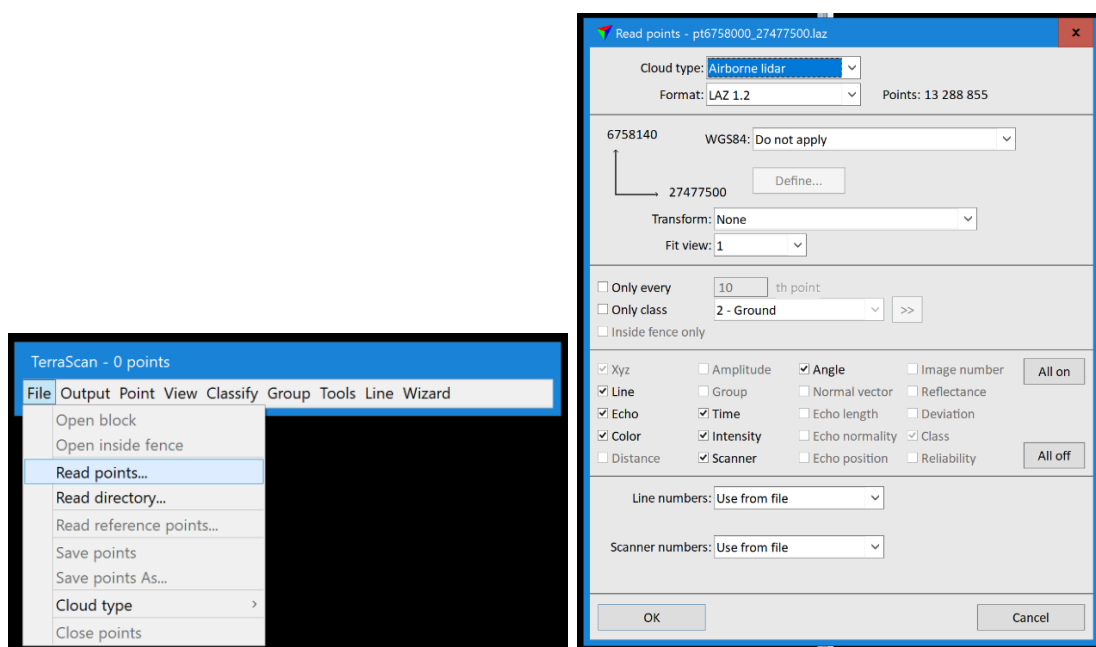 TerraScan - 0 points
File Output Point View Classify Group Tools Line Wizard
Open block
Open inside fence
Read points...
Read directory...
Read reference points...
Save points
Save points As...
Cloud type >
Close points
Read points - pt6758000_27477500.laz x
Cloud type: Airborne lidar
Format: LAZ 1.2 Points: 13 288 855
6758140 WGS84: Do not apply
Define...
27477500
Transform: None
Fit view: 1
Only every 10 th point
Only class 2 - Ground >>
Inside fence only
Xyz Amplitude Angle Image number All on
Line Group Normal vector Reflectance
Echo Time Echo length Deviation
Color Intensity Echo normality Class
Distance Scanner Echo position Reliability All off
Line numbers: Use from file
Scanner numbers: Use from file
OK Cancel